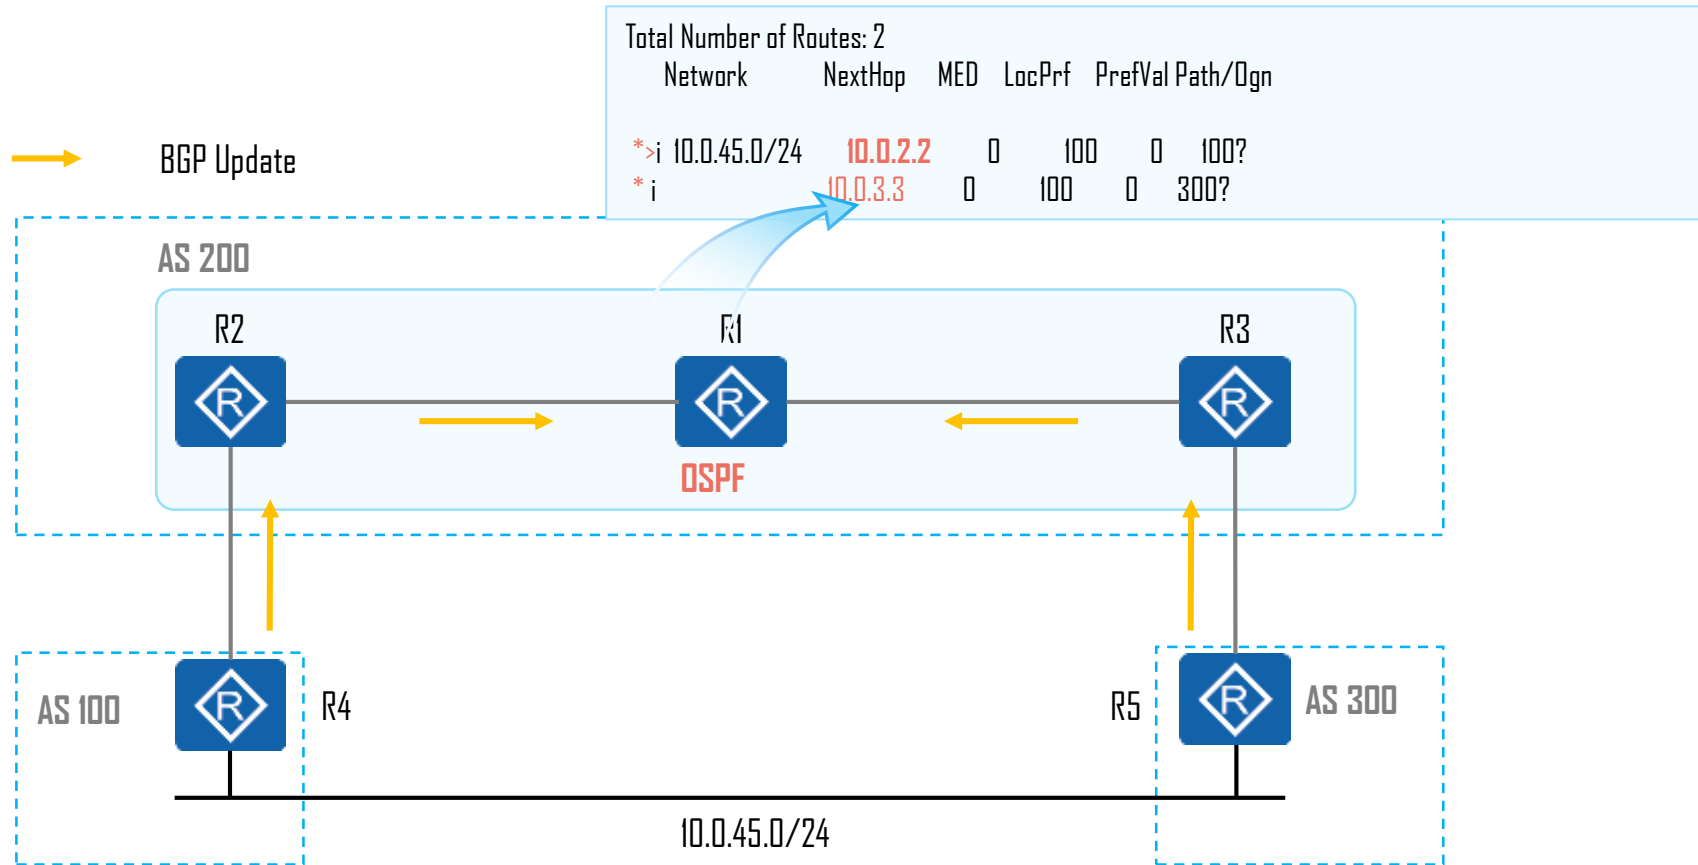 Total Number of Routes: 2
Network NextHop MED LocPrf PrefVal Path/Ogn
*>i 10.0.45.0/24 10.0.2.2 0 100 0 100?
* i 10.0.3.3 0 100 0 300?
BGP Update
AS 200
R2 R1 R3
R R R
OSPF
AS 100 R R4 R5 R AS 300
10.0.45.0/24